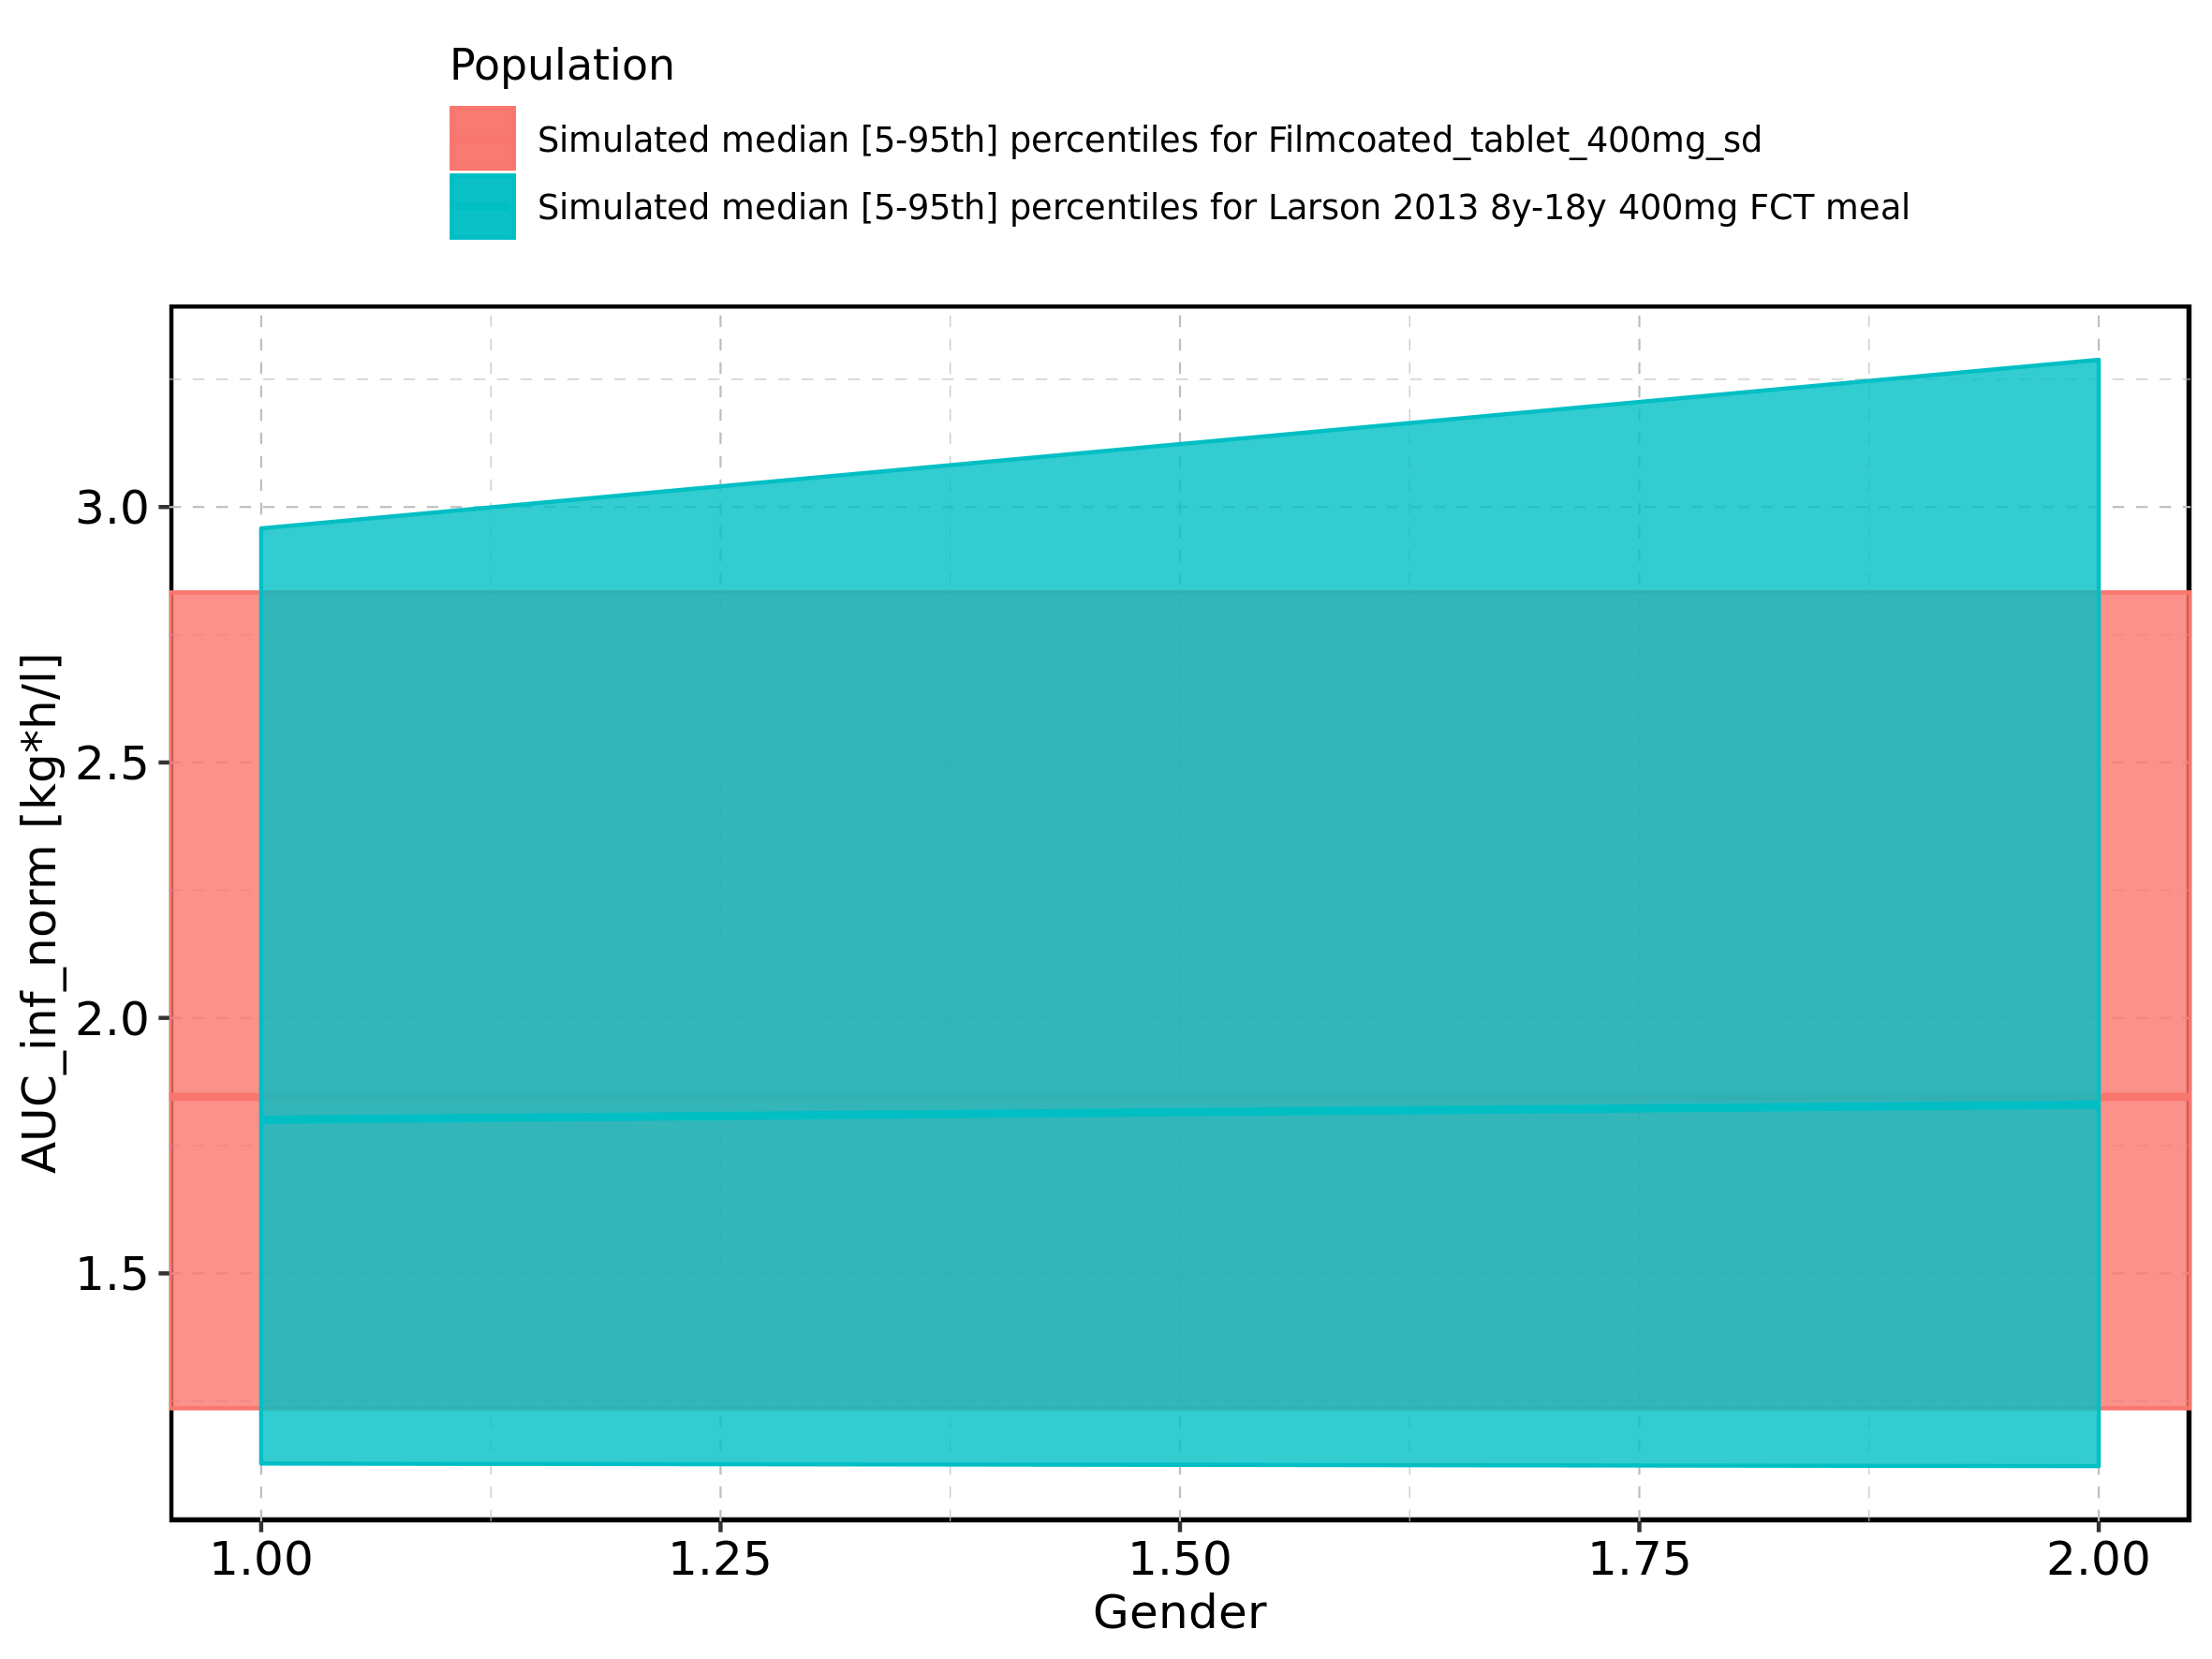 Population
Simulated median [5-95th] percentiles for Filmcoated_tablet_400mg_sd
Simulated median [5-95th] percentiles for Larson 2013 8y-18y 400mg FCT meal
AUC_inf_norm [kg*h/l]
3.0
2.5
2.0
1.5
1.00 1.25 1.50 1.75 2.00
Gender